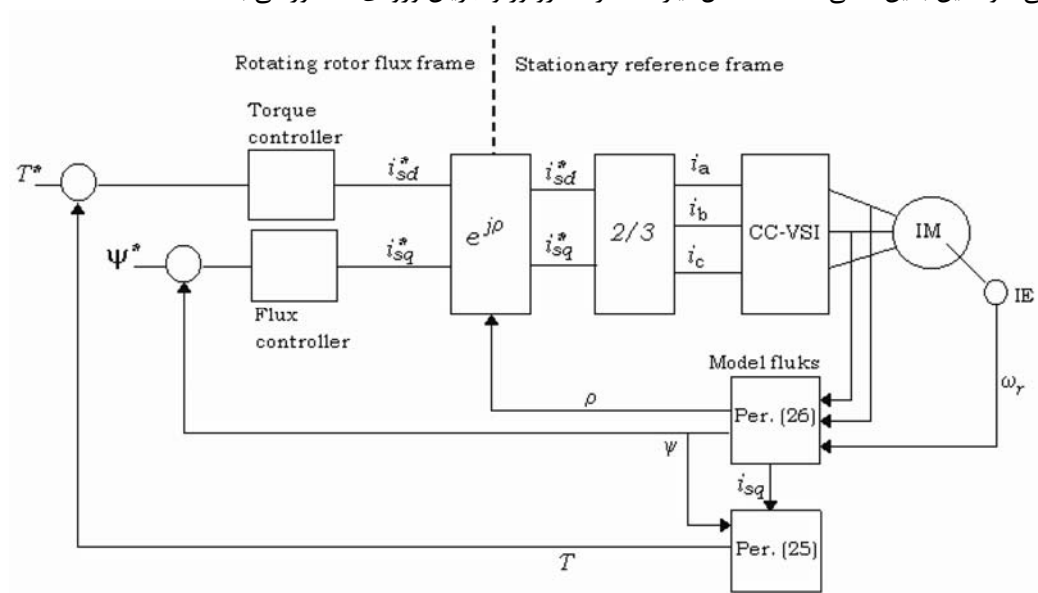 Rotating rotor flux frame
Stationary reference frame
Torque
controller
T*
i*sd
i*sd
ia
ejρ
2/3
ib
CC-VSI
IM
Ψ*
i*sq
i*sq
ic
IE
Flux
controller
Model fluks
ωr
ρ
Per. (26)
ψ
isq
T
Per. (25)